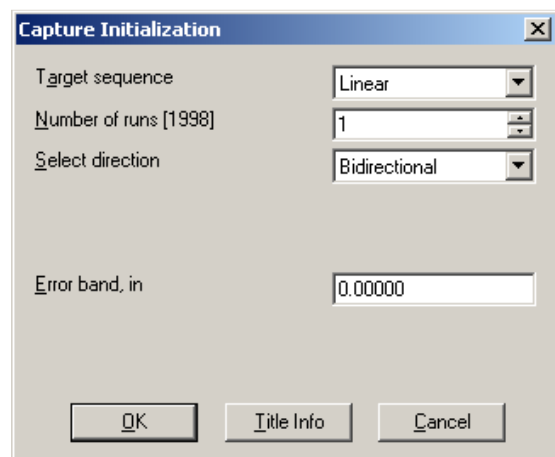 Capture Initialization
Target sequence Linear
Number of runs [1998] 1
Select direction Bidirectional
Error band, in 0.00000
OK Title Info Cancel